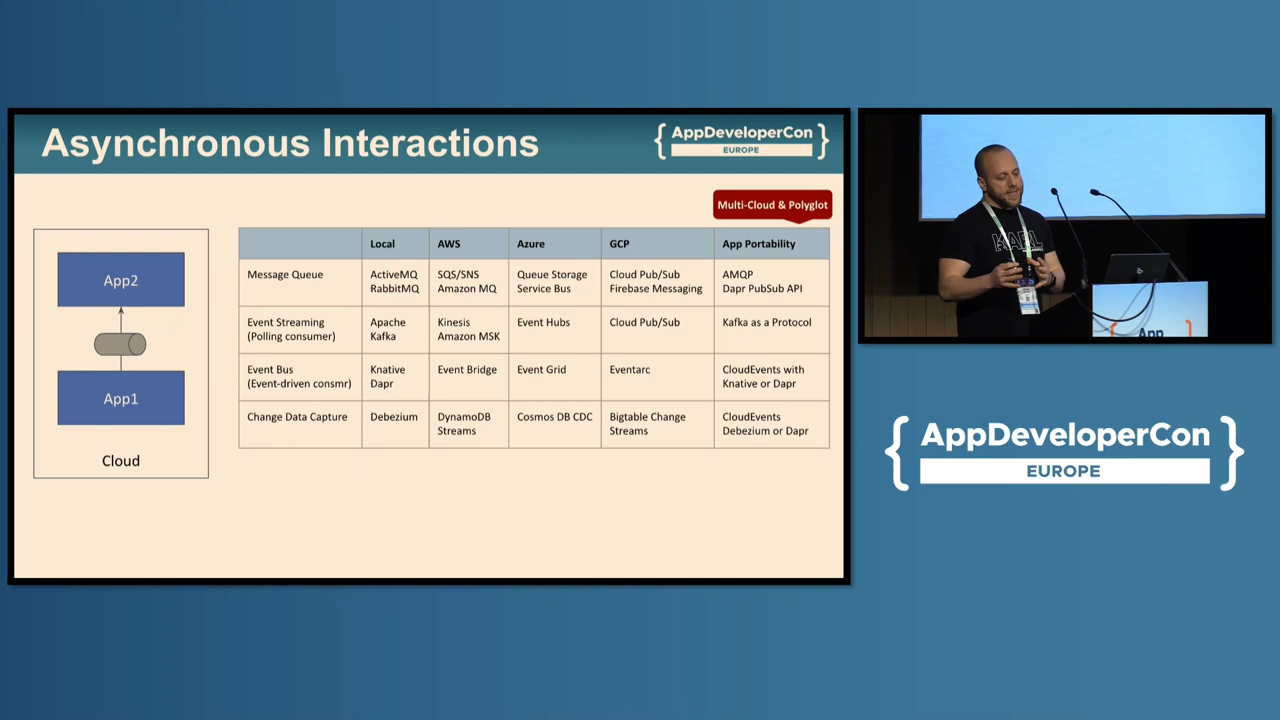 Asynchronous Interactions
{ AppDeveloperCon }
EUROPE
Multi-Cloud & Polyglot
App2
App1
Cloud
Local
AWS
Azure
GCP
App Portability
Message Queue
ActiveMQ
RabbitMQ
SQS/SNS
Amazon MQ
Queue Storage
Service Bus
Cloud Pub/Sub
Firebase Messaging
AMQP
Dapr PubSub API
Event Streaming
(Polling consumer)
Apache
Kafka
Kinesis
Amazon MSK
Event Hubs
Cloud Pub/Sub
Kafka as a Protocol
Event Bus
(Event-driven consmr)
Knative
Dapr
Event Bridge
Event Grid
Eventarc
CloudEvents with
Knative or Dapr
Change Data Capture
Debezium
DynamoDB
Streams
Cosmos DB CDC
Bigtable Change
Streams
CloudEvents
Debezium or Dapr
App
{ AppDeveloperCon }
EUROPE